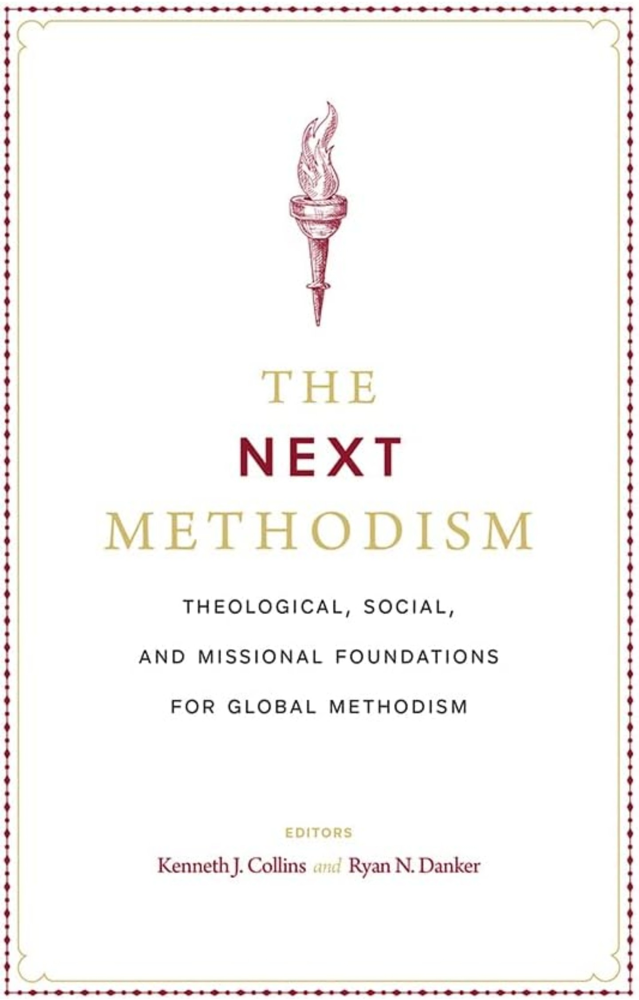 THE
NEXT
METHODISM
THEOLOGICAL, SOCIAL,
AND MISSIONAL FOUNDATIONS
FOR GLOBAL METHODISM
EDITORS
Kenneth J. Collins and Ryan N. Danker